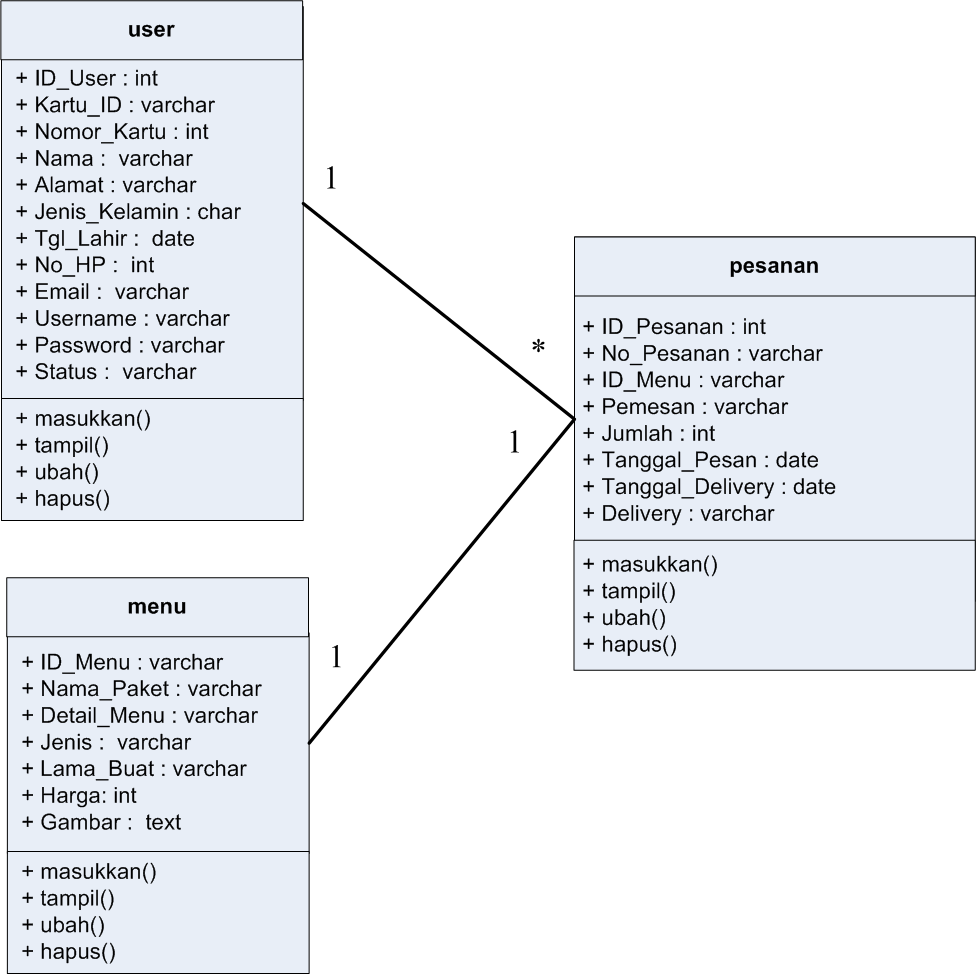 user
+ ID_User : int
+ Kartu_ID : varchar
+ Nomor_Kartu : int
+ Nama :  varchar
+ Alamat : varchar
+ Jenis_Kelamin : char
+ Tgl_Lahir :  date
+ No_HP :  int
+ Email :  varchar
+ Username : varchar
+ Password : varchar
+ Status :  varchar
+ masukkan()
+ tampil()
+ ubah()
+ hapus()
1
*
pesanan
+ ID_Pesanan : int
+ No_Pesanan : varchar
+ ID_Menu : varchar
+ Pemesan : varchar
+ Jumlah : int
+ Tanggal_Pesan : date
+ Tanggal_Delivery : date
+ Delivery : varchar
+ masukkan()
+ tampil()
+ ubah()
+ hapus()
1
1
menu
+ ID_Menu : varchar
+ Nama_Paket : varchar
+ Detail_Menu : varchar
+ Jenis :  varchar
+ Lama_Buat : varchar
+ Harga: int
+ Gambar :  text
+ masukkan()
+ tampil()
+ ubah()
+ hapus()